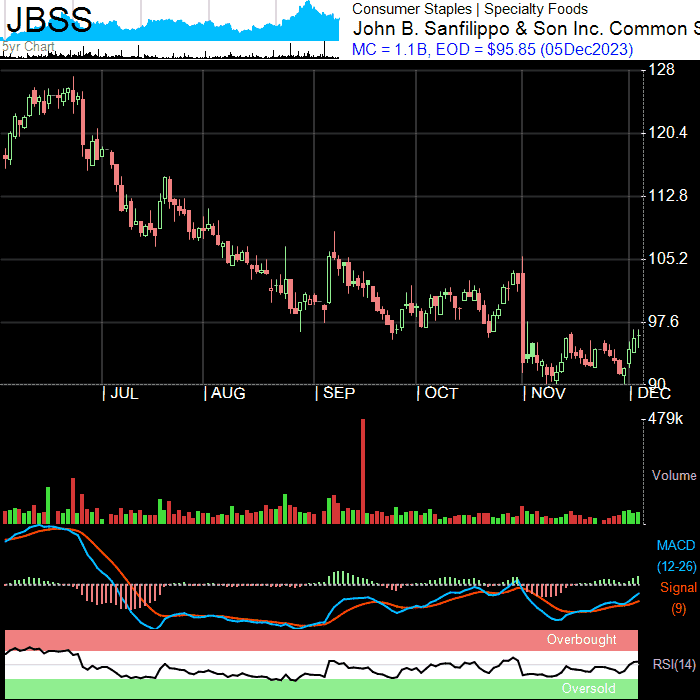 JBSS
5yr Chart
Consumer Staples | Specialty Foods
John B. Sanfilippo & Son Inc. Common S
MC = 1.1B, EOD = $95.85 (05Dec2023)
128
120.4
112.8
105.2
97.6
90
| JUL | AUG | SEP | OCT | NOV | DEC
479k
Volume
MACD
(12-26)
Signal
(9)
Overbought
RSI(14)
Oversold